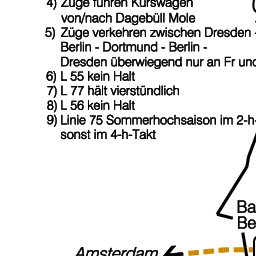 4) Züge führen Kurswagen
von/nach Dagebüll Mole
5) Züge verkehren zwischen Dresden -
Berlin - Dortmund - Berlin -
Dresden überwiegend nur an Fr und
6) L 55 kein Halt
7) L 77 hält vierstündlich
8) L 56 kein Halt
9) Linie 75 Sommerhochsaison im 2-h-
sonst im 4-h-Takt
Ba
Be
Amsterdam